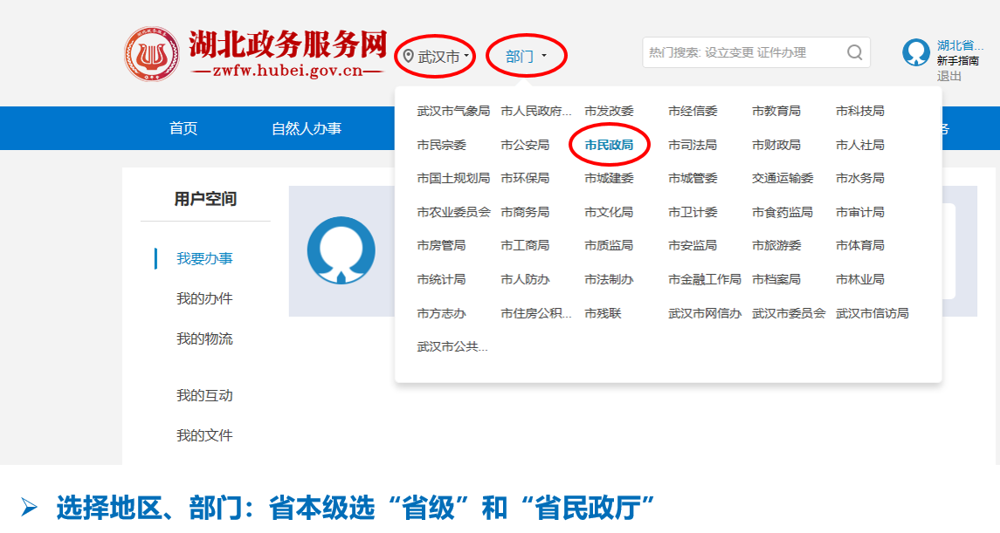 湖北政务服务网
zwfw.hubei.gov.cn
武汉市
部门
热门搜索: 设立变更 证件办理
湖北省...
新手指南
退出
首页
自然人办事
务
武汉市气象局 市人民政府... 市发改委 市经信委 市教育局 市科技局
市民宗委 市公安局 市民政局 市司法局 市财政局 市人社局
市国土规划局 市环保局 市城建委 市城管委 交通运输委 市水务局
市农业委员会 市商务局 市文化局 市卫计委 市食药监局 市审计局
市房管局 市工商局 市质监局 市安监局 市旅游委 市体育局
市统计局 市人防办 市法制办 市金融工作局 市档案局 市林业局
市方志办 市住房公积... 市残联 武汉市网信办 武汉市委员会 武汉市信访局
武汉市公共...
用户空间
我要办事
我的办件
我的物流
我的互动
我的文件
选择地区、部门：省本级选“省级”和“省民政厅”